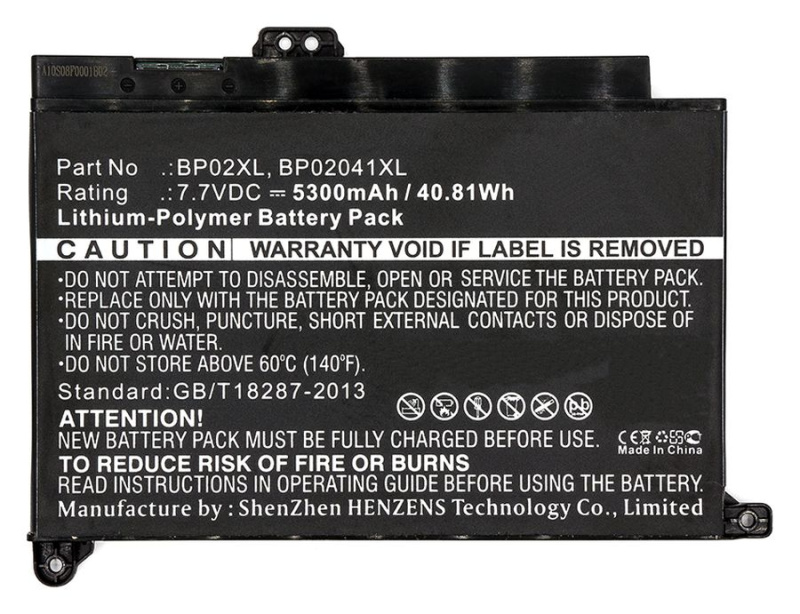 A10S08F0001B02
Part No .:BP02XL, BP02041XL
Rating .:7.7VDC ⎓ 5300mAh / 40.81Wh
Lithium-Polymer Battery Pack
CAUTION WARRANTY VOID IF LABEL IS REMOVED
·DO NOT ATTEMPT TO DISASSEMBLE, OPEN OR SERVICE THE BATTERY PACK.
·REPLACE ONLY WITH THE BATTERY PACK DESIGNATED FOR THIS PRODUCT.
·DO NOT CRUSH, PUNCTURE, SHORT EXTERNAL CONTACTS OR DISPOSE OF
IN FIRE OR WATER.
·DO NOT STORE ABOVE 60°C (140°F).
Standard:GB/T18287-2013
ATTENTION!
NEW BATTERY PACK MUST BE FULLY CHARGED BEFORE USE.
CE
Made In China
TO REDUCE RISK OF FIRE OR BURNS
READ INSTRUCTIONS IN OPERATING GUIDE BEFORE USING THE BATTERY.
Manufacture by : ShenZhen HENZENS Technology Co., Limited